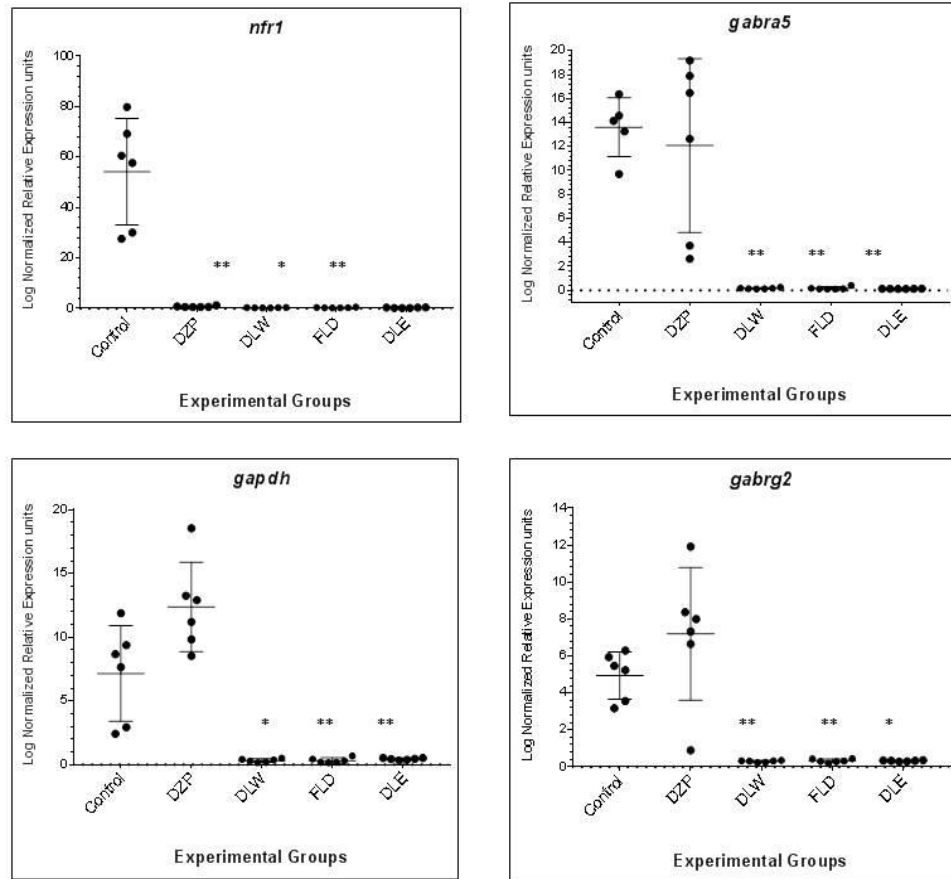 nfr1
Log Normalized Relative Expression units
100
80
60
40
20
0
** * **
Control DZP DLW FLD DLE
Experimental Groups
gabra5
Log Normalized Relative Expression units
20
18
16
14
12
10
8
6
4
2
0
** ** **
Control DZP DLW FLD DLE
Experimental Groups
gapdh
Log Normalized Relative Expression units
20
15
10
5
0
* ** **
Control DZP DLW FLD DLE
Experimental Groups
gabrg2
Log Normalized Relative Expression units
14
12
10
8
6
4
2
0
** ** *
Control DZP DLW FLD DLE
Experimental Groups